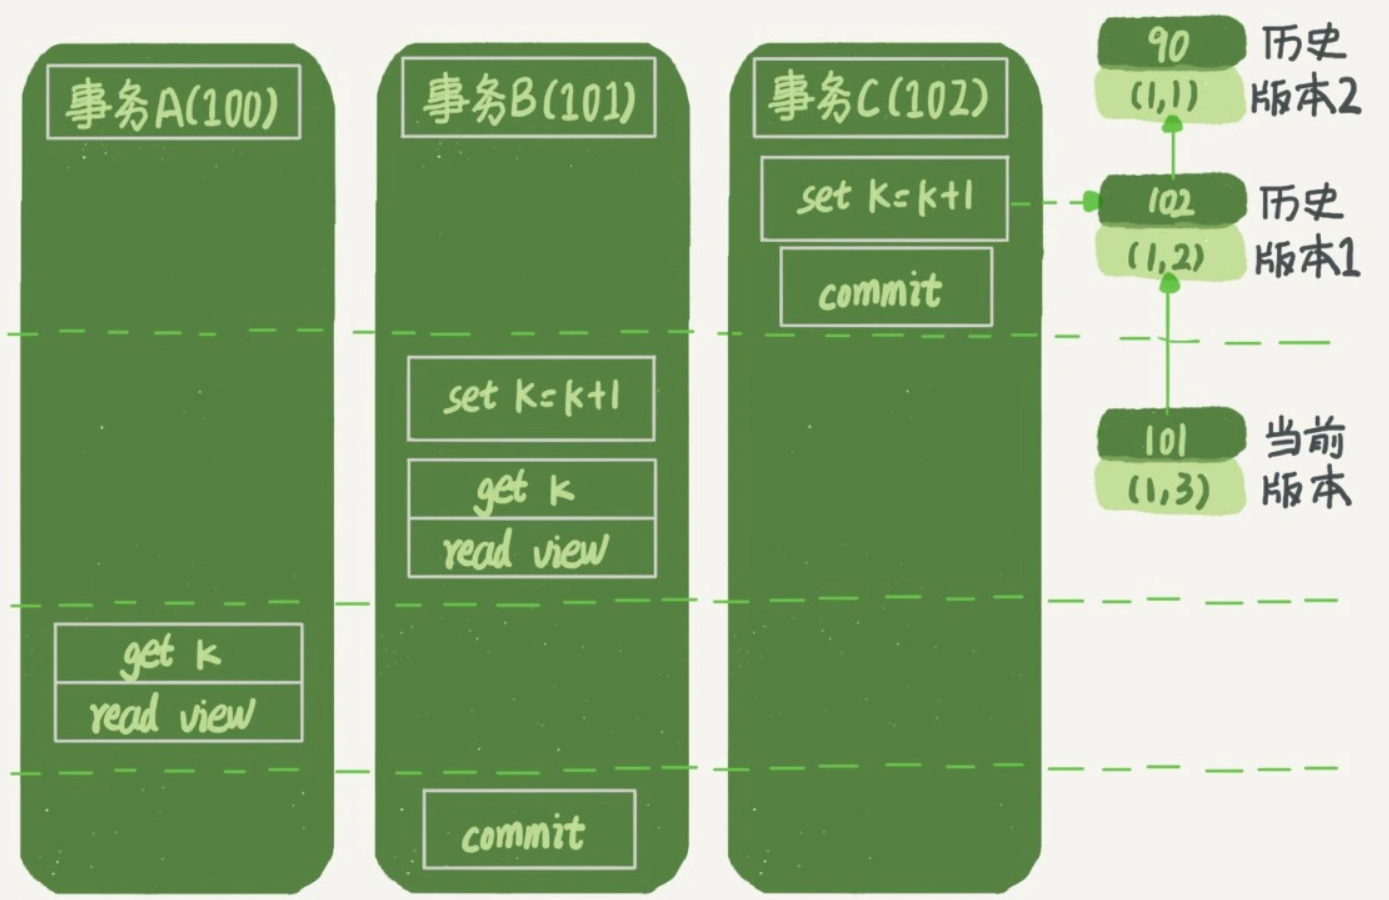 事务A(100)
事务B(101)
事务C(102)
set k=k+1
commit
set k=k+1
get k
read view
get k
read view
commit
90
(1,1)
历史
版本2
102
(1,2)
历史
版本1
101
(1,3)
当前
版本